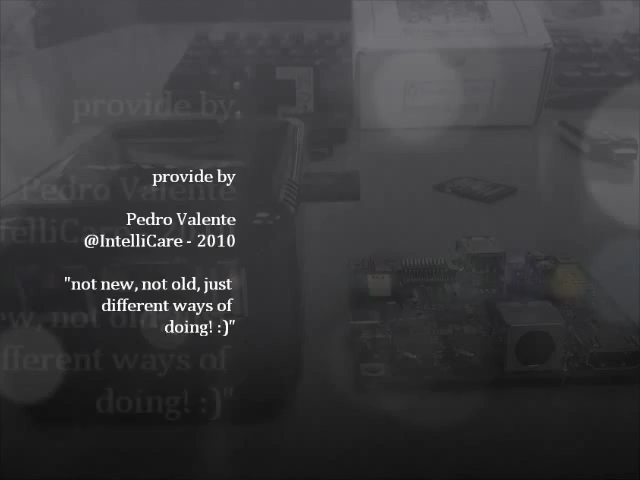 provide by
Pedro Valente
@IntelliCare - 2010
"not new, not old, just
different ways of
doing! :)"